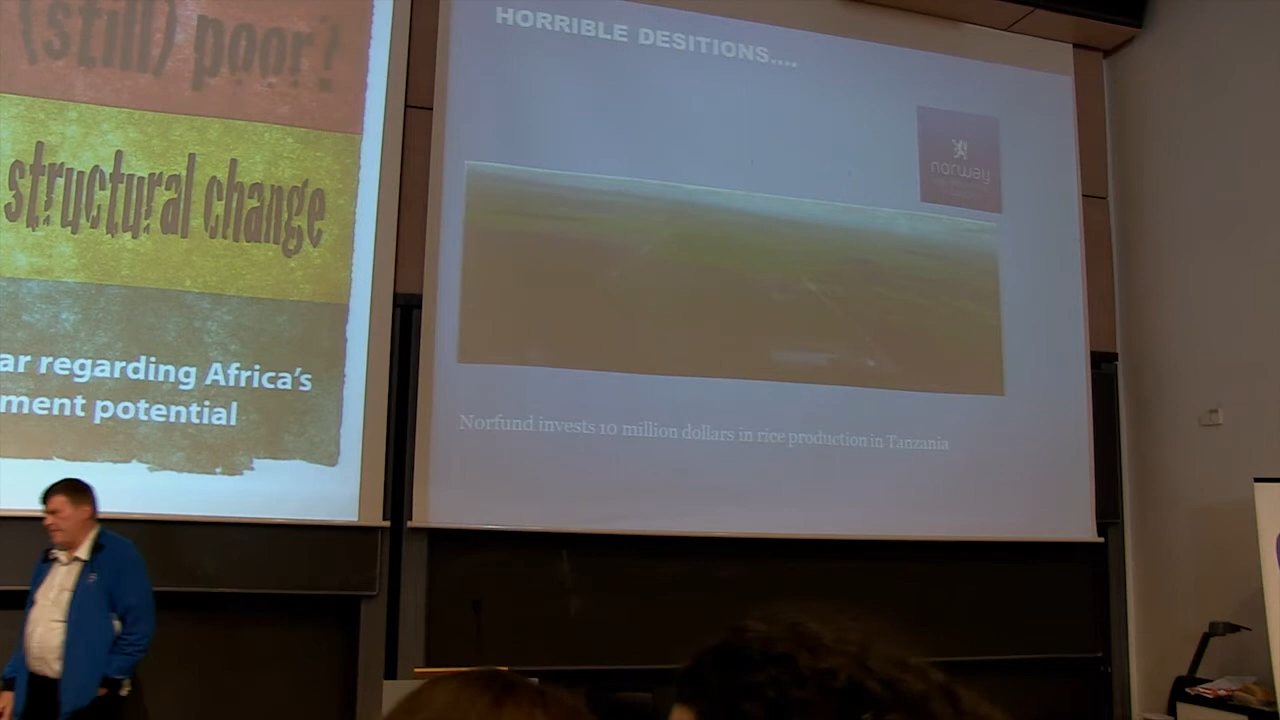 (still) poor?
structural change
ar regarding Africa's
ment potential
HORRIBLE DESITIONS....
norway
Norfund invests 10 million dollars in rice production in Tanzania